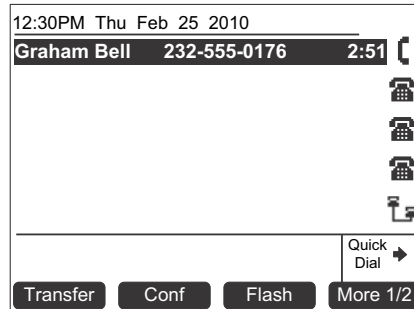 12:30PM Thu Feb 25 2010
Graham Bell 232-555-0176 2:51
Quick
Dial
Transfer Conf Flash More 1/2